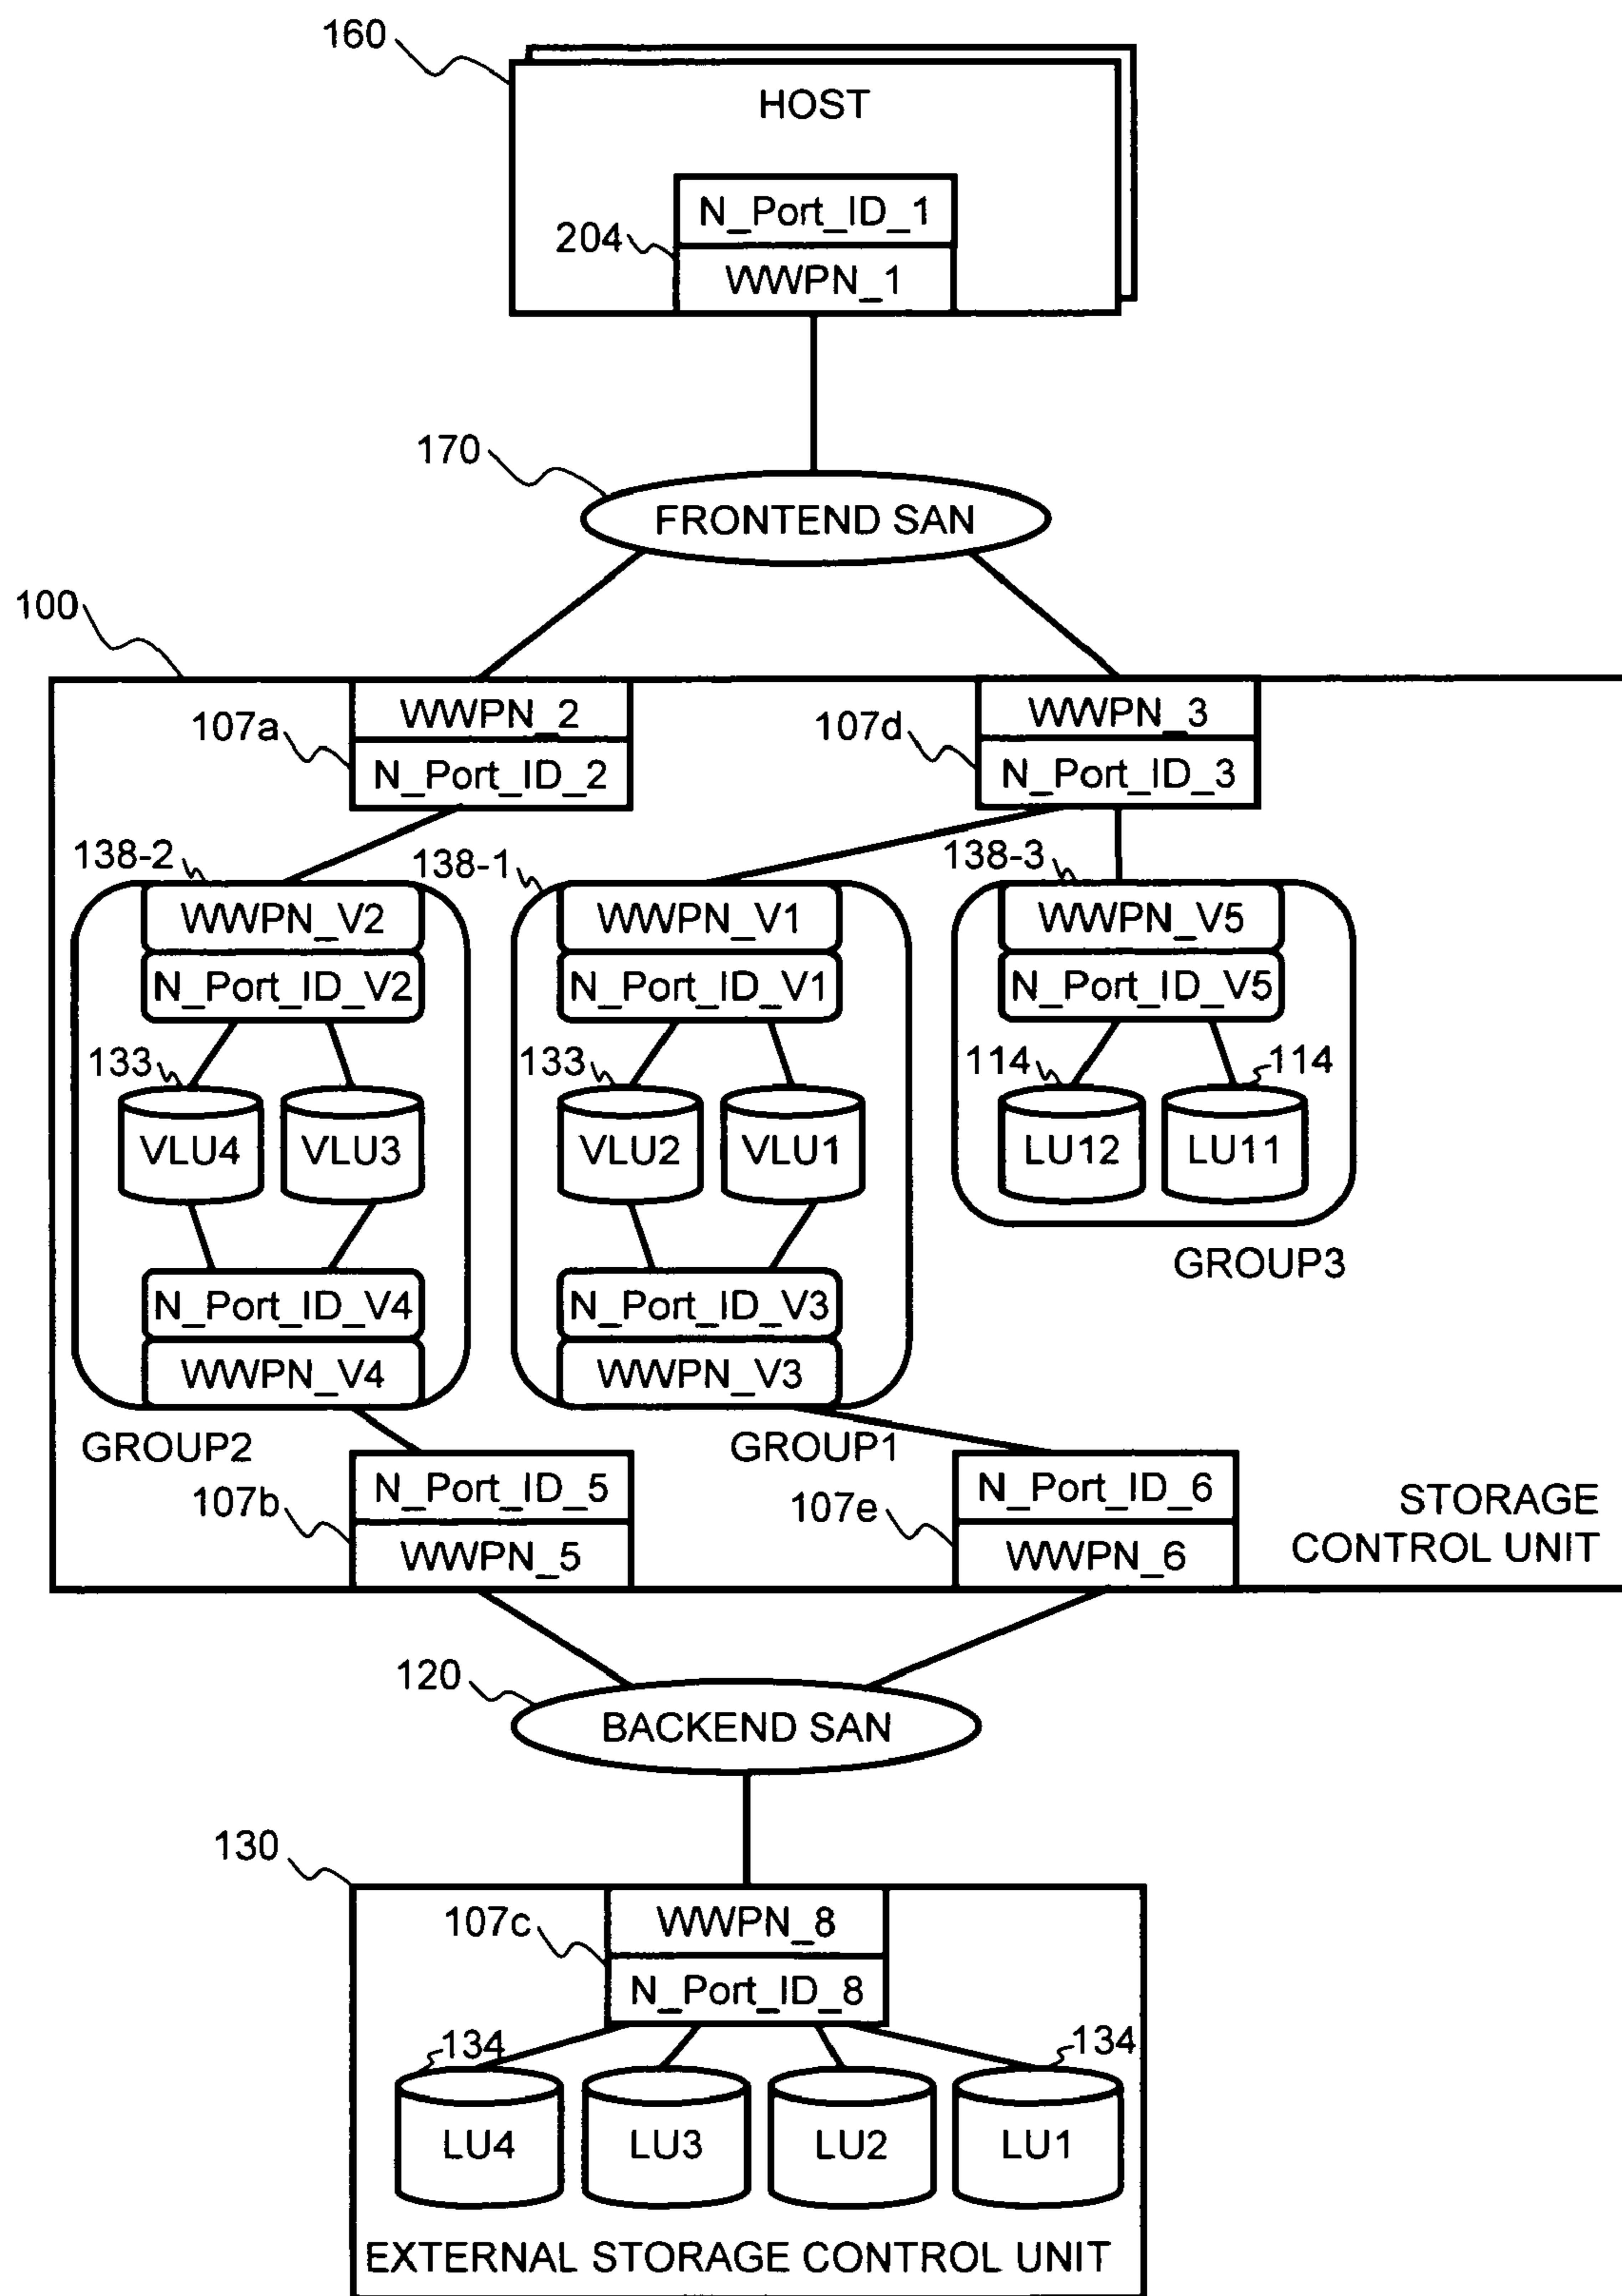 160
HOST
N_Port_ID_1
204
WWPN_1
170
FRONTEND SAN
100
WWPN_2
WWPN_3
107a
107d
N_Port_ID_2
N_Port_ID_3
138-2
138-1
138-3
WWPN_V2
WWPN_V1
WWPN_V5
N_Port_ID_V2
N_Port_ID_V1
N_Port_ID_V5
133
133
114
114
VLU4
VLU3
VLU2
VLU1
LU12
LU11
GROUP3
N_Port_ID_V4
N_Port_ID_V3
WWPN_V4
WWPN_V3
GROUP2
GROUP1
N_Port_ID_5
N_Port_ID_6
107b
107e
WWPN_5
WWPN_6
STORAGE
CONTROL UNIT
120
BACKEND SAN
130
WWPN_8
107c
N_Port_ID_8
134
134
LU4
LU3
LU2
LU1
EXTERNAL STORAGE CONTROL UNIT